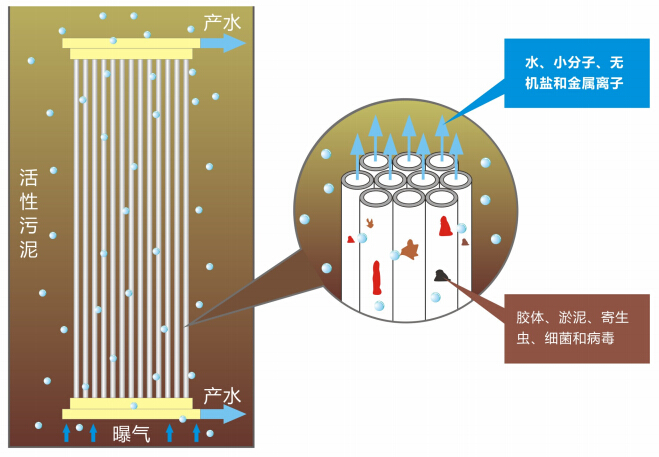 产水
水、小分子、无
机盐和金属离子
活
性
污
泥
胶体、淤泥、寄生
虫、细菌和病毒
产水
曝气